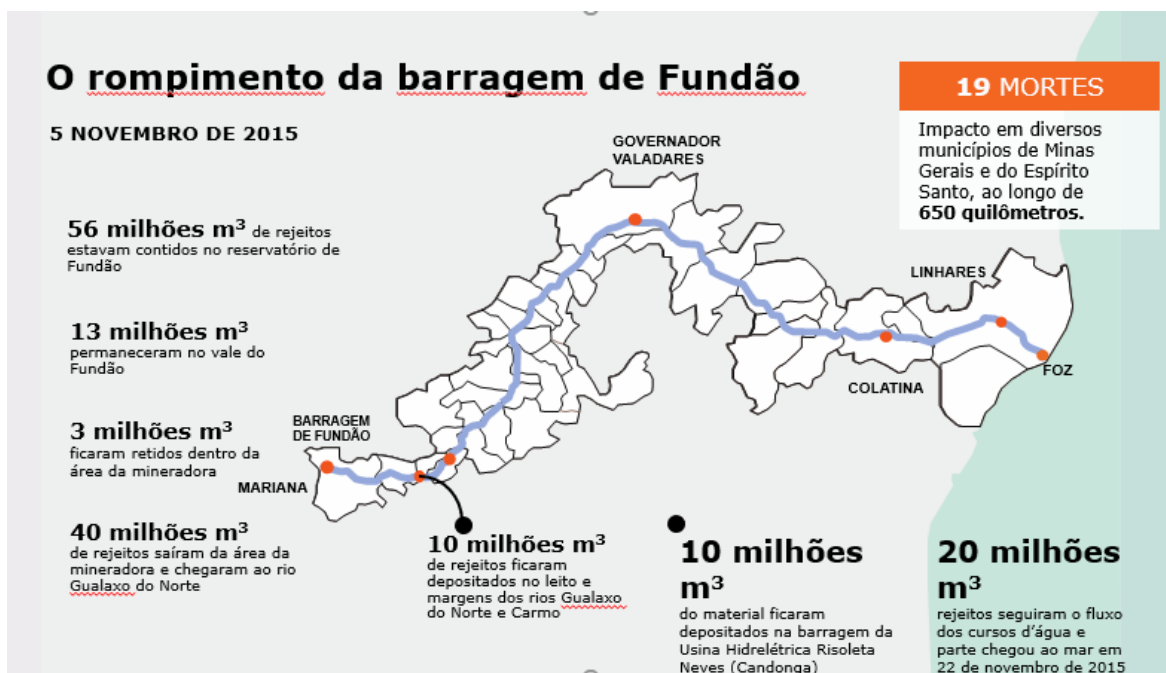 O rompimento da barragem de Fundão
5 NOVEMBRO DE 2015
19 MORTES
Impacto em diversos
municípios de Minas
Gerais e do Espírito
Santo, ao longo de
650 quilômetros.
GOVERNADOR
VALADARES
56 milhões m³ de rejeitos
estavam contidos no reservatório de
Fundão
LINHARES
13 milhões m³
permaneceram no vale do
Fundão
FOZ
COLATINA
3 milhões m³
ficaram retidos dentro da
área da mineradora
BARRAGEM
DE FUNDÃO
MARIANA
40 milhões m³
de rejeitos saíram da área da
mineradora e chegaram ao rio
Gualaxo do Norte
10 milhões m³
de rejeitos ficaram
depositados no leito e
margens dos rios Gualaxo
do Norte e Carmo
10 milhões
m³
do material ficaram
depositados na barragem da
Usina Hidrelétrica Risoleta
Neves (Candonga)
20 milhões
m³
rejeitos seguiram o fluxo
dos cursos d’água e
parte chegou ao mar em
22 de novembro de 2015